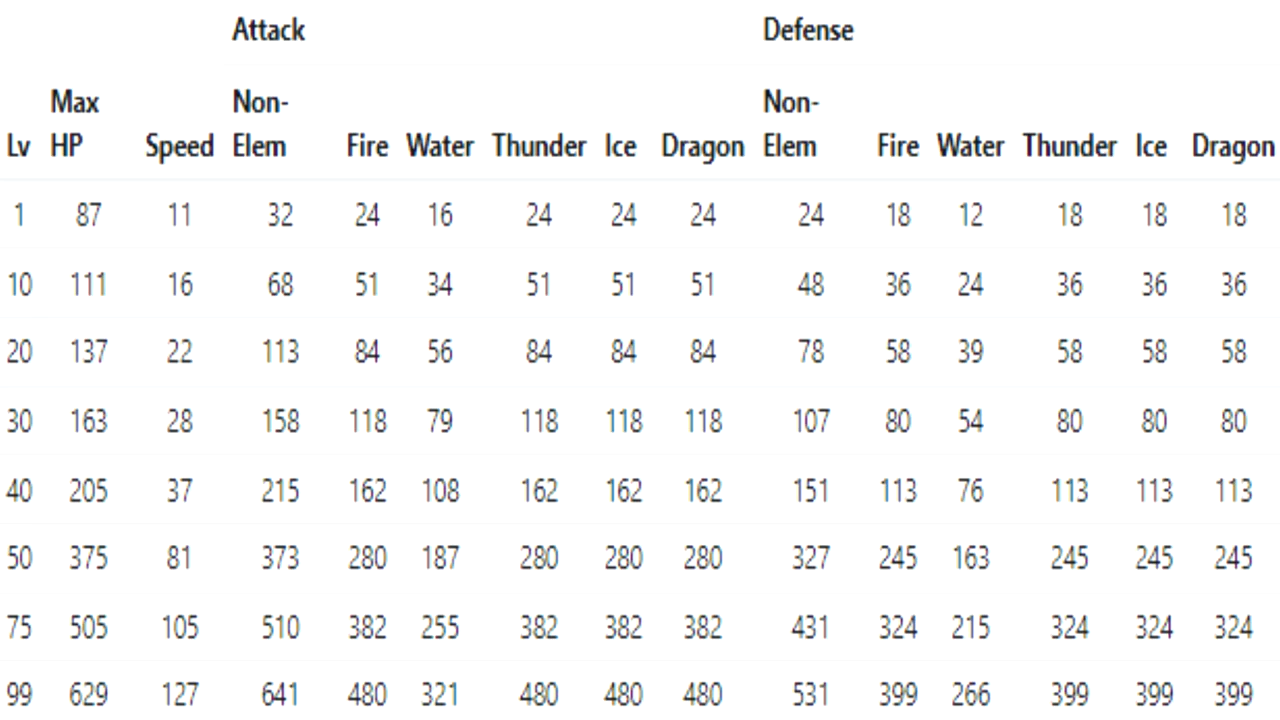 Attack Defense
Max Non- Non-
Lv HP Speed Elem Fire Water Thunder Ice Dragon Elem Fire Water Thunder Ice Dragon
1 87 11 32 24 16 24 24 24 24 18 12 18 18 18
10 111 16 68 51 34 51 51 51 48 36 24 36 36 36
20 137 22 113 84 56 84 84 84 78 58 39 58 58 58
30 163 28 158 118 79 118 118 118 107 80 54 80 80 80
40 205 37 215 162 108 162 162 162 151 113 76 113 113 113
50 375 81 373 280 187 280 280 280 327 245 163 245 245 245
75 505 105 510 382 255 382 382 382 431 324 215 324 324 324
99 629 127 641 480 321 480 480 480 531 399 266 399 399 399